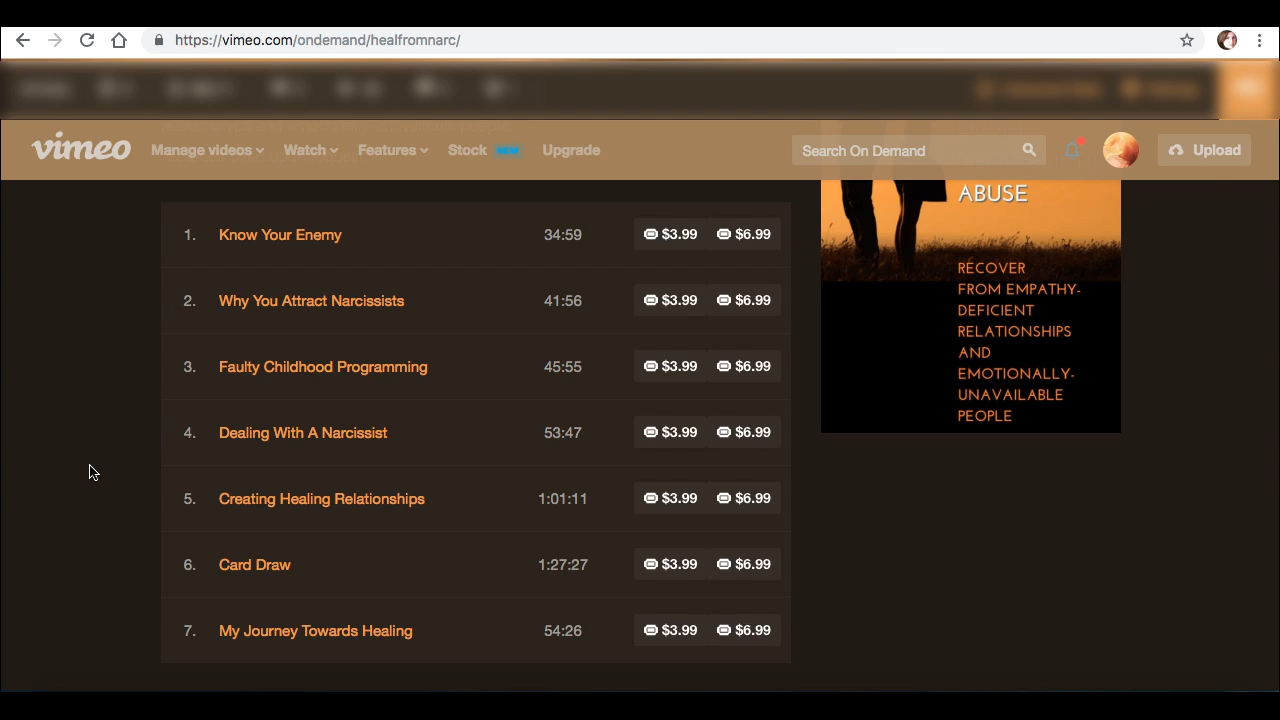 https://vimeo.com/ondemand/healfromnarc/
vimeo Manage videos Watch Features Stock NEW Upgrade Search On Demand Upload
1. Know Your Enemy 34:59 $3.99 $6.99
2. Why You Attract Narcissists 41:56 $3.99 $6.99
3. Faulty Childhood Programming 45:55 $3.99 $6.99
4. Dealing With A Narcissist 53:47 $3.99 $6.99
5. Creating Healing Relationships 1:01:11 $3.99 $6.99
6. Card Draw 1:27:27 $3.99 $6.99
7. My Journey Towards Healing 54:26 $3.99 $6.99
ABUSE
RECOVER
FROM EMPATHY-
DEFICIENT
RELATIONSHIPS
AND
EMOTIONALLY-
UNAVAILABLE
PEOPLE